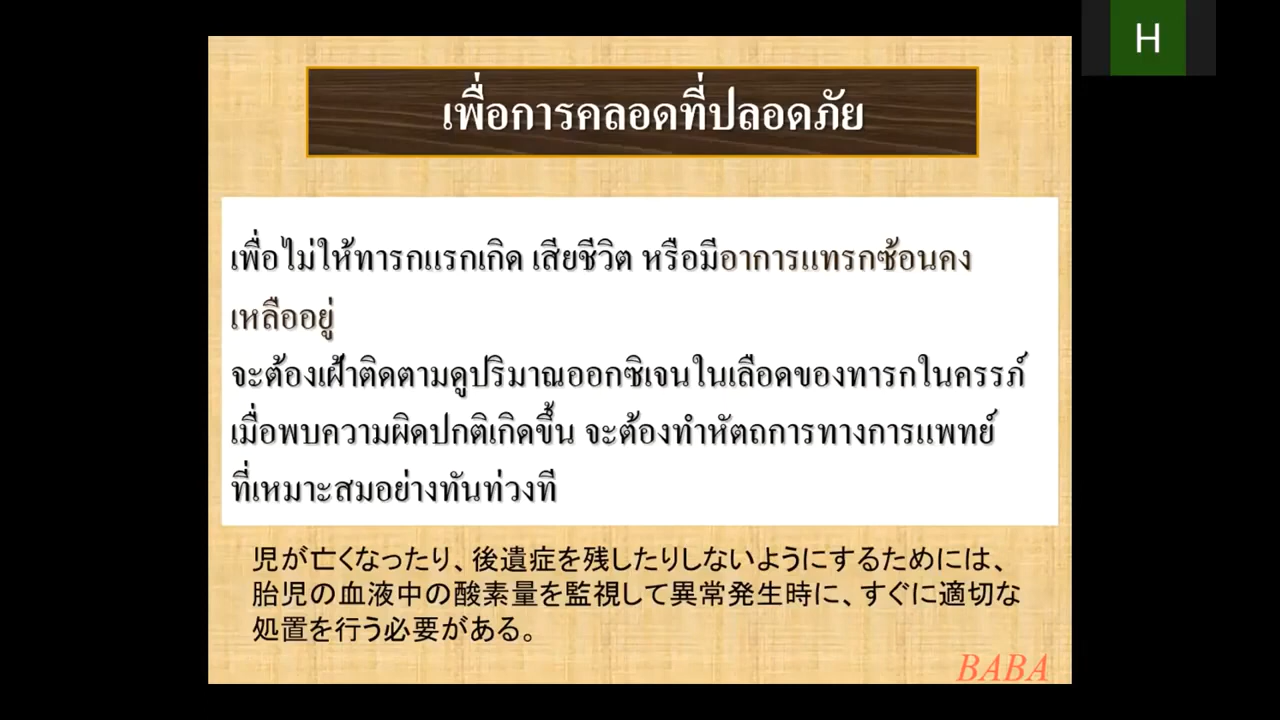 H
เพื่อการคลอดที่ปลอดภัย
เพื่อไม่ให้ทารกแรกเกิด เสียชีวิต หรือมีอาการแทรกซ้อนคง
เหลืออยู่
จะต้องเฝ้าติดตามดูปริมาณออกซิเจนในเลือดของทารกในครรภ์
เมื่อพบความผิดปกติเกิดขึ้น จะต้องทำหัตถการทางการแพทย์
ที่เหมาะสมอย่างทันท่วงที
児が亡くなったり、後遺症を残したりしないようにするためには、
胎児の血液中の酸素量を監視して異常発生時に、すぐに適切な
処置を行う必要がある。
BABA